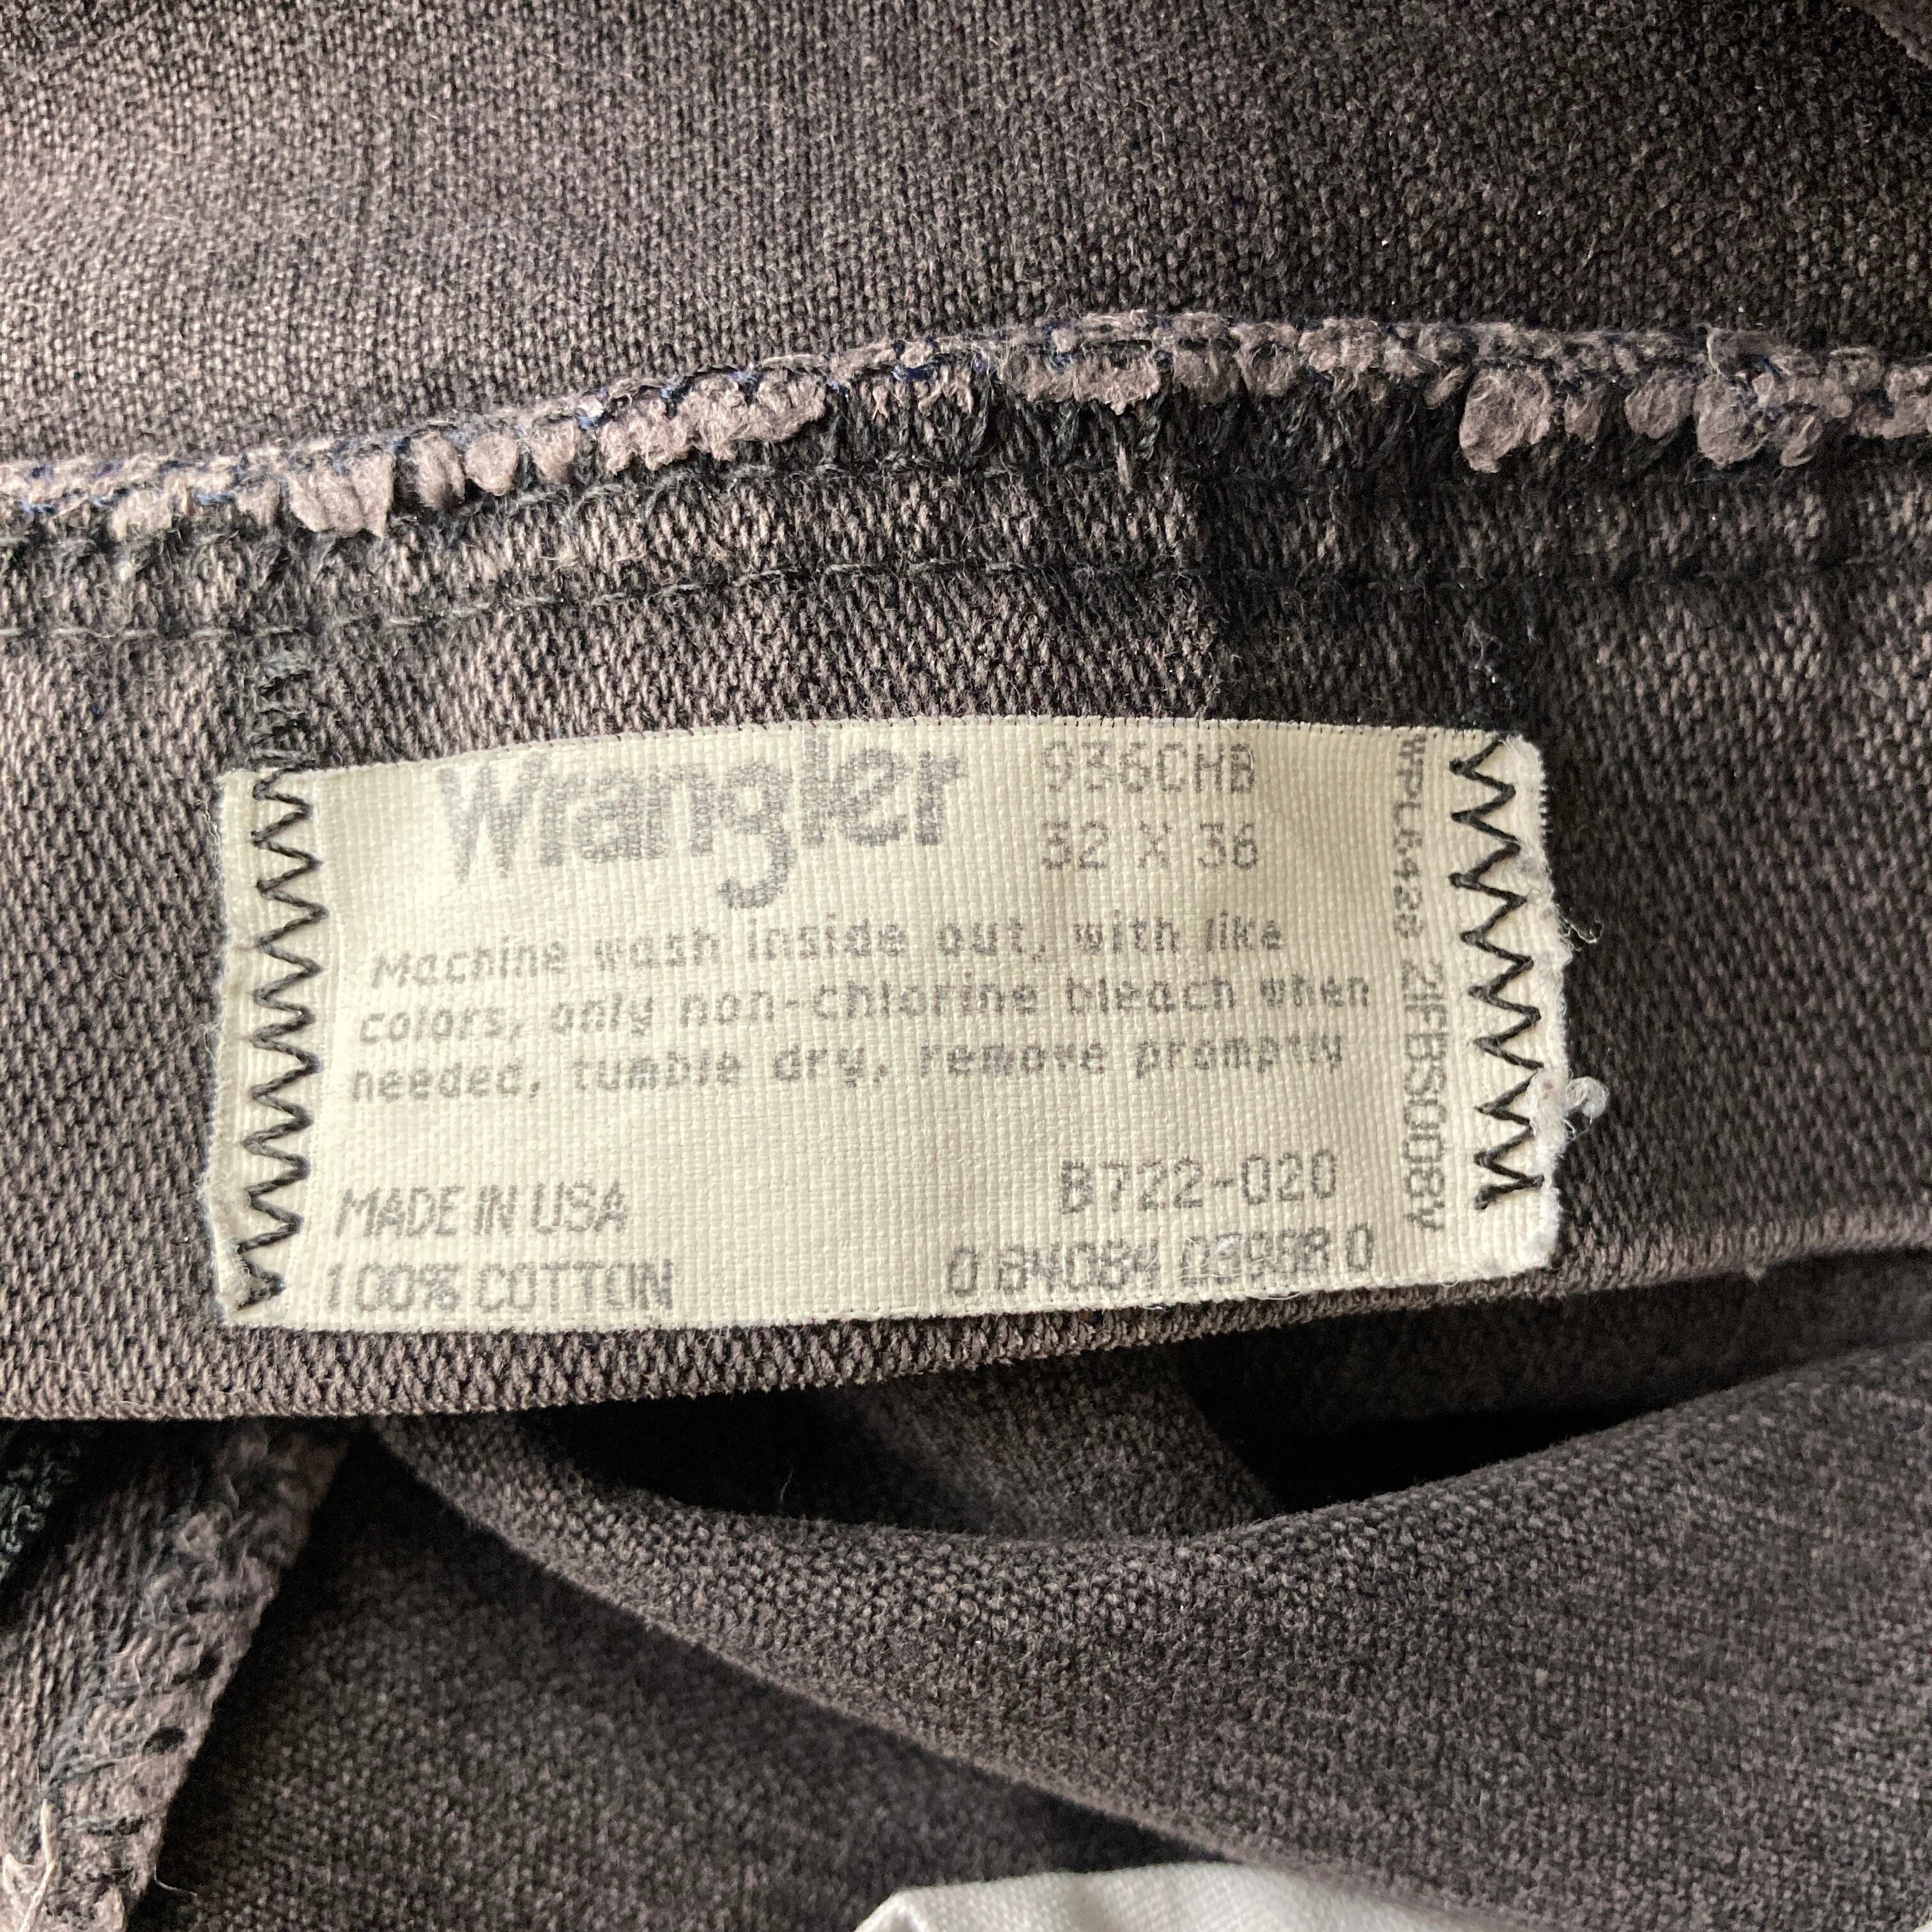 Wrangler
936CHB
32 X 36
Machine wash inside out, with like
colors, only non-chlorine bleach when
needed, tumble dry, remove promptly
MADE IN USA
B722-020
100% COTTON
WPL6423